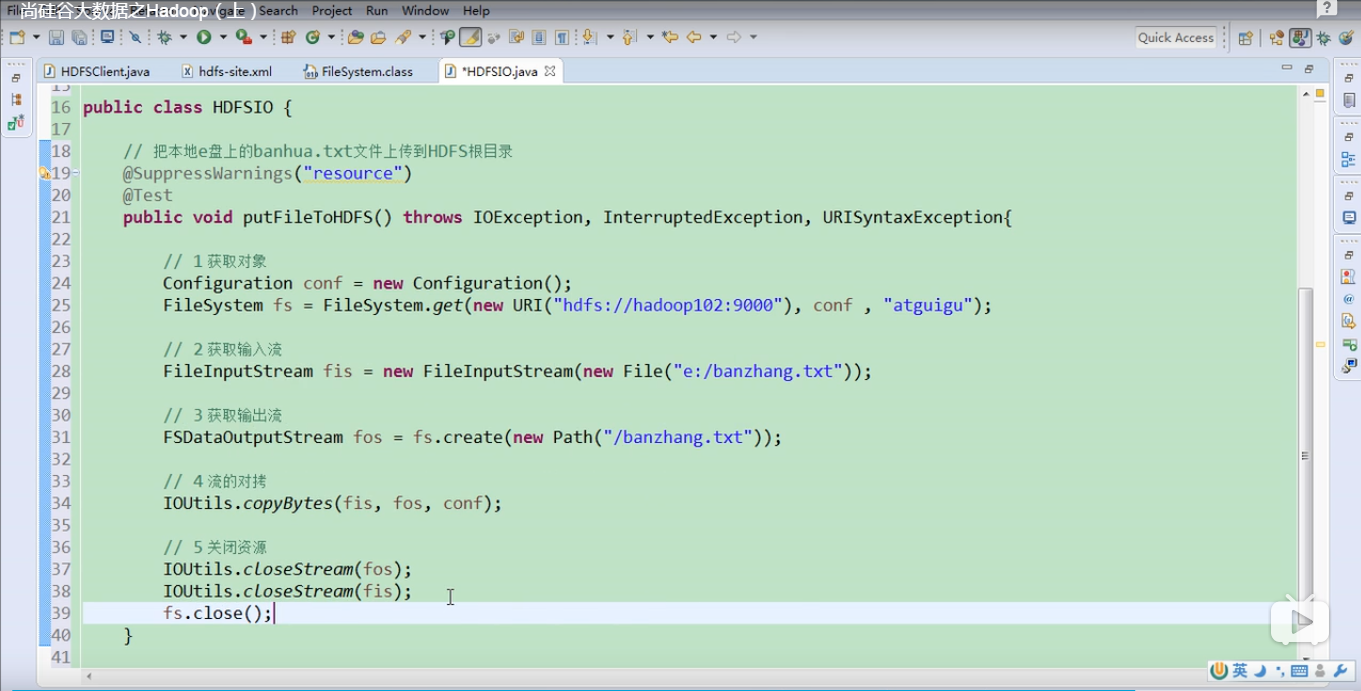 尚硅谷大数据之Hadoop（上）
Search Project Run Window Help
Quick Access
HDFSClient.java hdfs-site.xml FileSystem.class *HDFSIO.java
15
16 public class HDFSIO {
17
18 // 把本地e盘上的banhua.txt文件上传到HDFS根目录
19 @SuppressWarnings("resource")
20 @Test
21 public void putFileToHDFS() throws IOException, InterruptedException, URISyntaxException{
22
23 // 1 获取对象
24 Configuration conf = new Configuration();
25 FileSystem fs = FileSystem.get(new URI("hdfs://hadoop102:9000"), conf , "atguigu");
26
27 // 2 获取输入流
28 FileInputStream fis = new FileInputStream(new File("e:/banzhang.txt"));
29
30 // 3 获取输出流
31 FSDataOutputStream fos = fs.create(new Path("/banzhang.txt"));
32
33 // 4 流的对拷
34 IOUtils.copyBytes(fis, fos, conf);
35
36 // 5 关闭资源
37 IOUtils.closeStream(fos);
38 IOUtils.closeStream(fis);
39 fs.close();
40 }
41
英